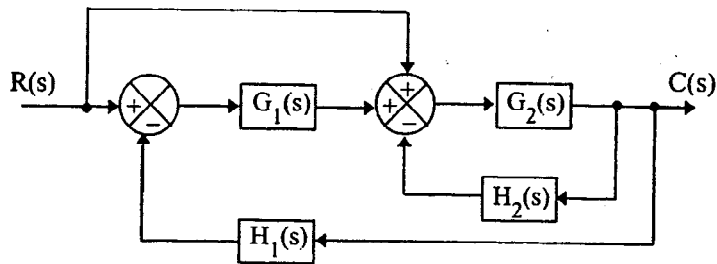 R(s)
+
−
G₁(s)
+
+
−
G₂(s)
C(s)
H₂(s)
H₁(s)